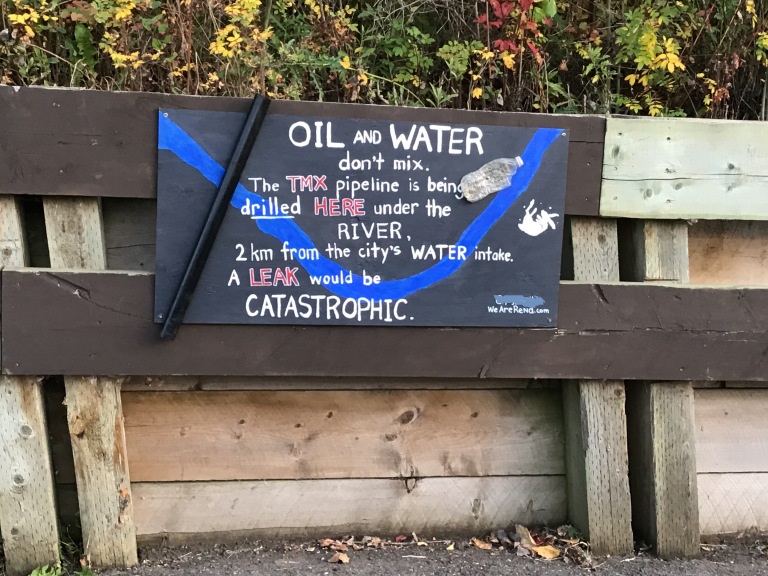 OIL AND WATER
don't mix.
The TMX pipeline is being
drilled HERE under the
RIVER,
2 km from the city's WATER intake.
A LEAK would be
CATASTROPHIC.
WeAreRena.com